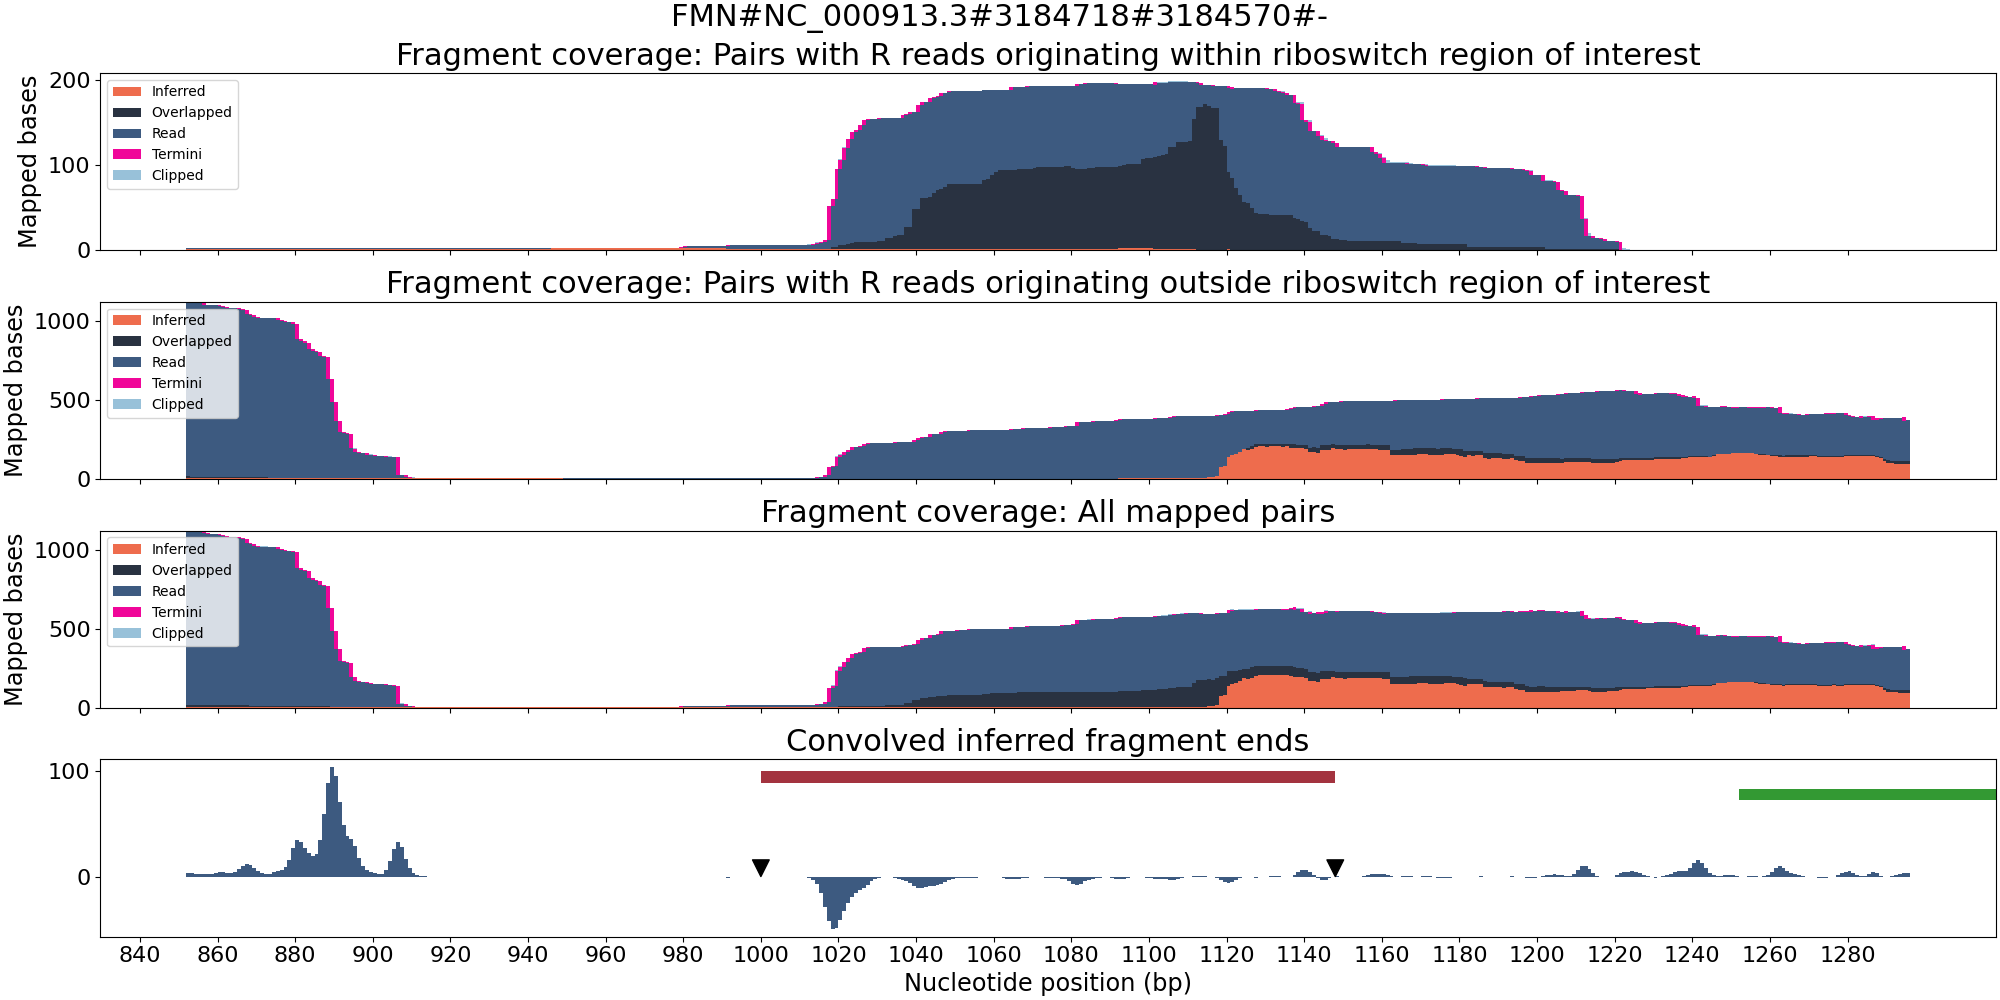 FMN#NC_000913.3#3184718#3184570#-
Fragment coverage: Pairs with R reads originating within riboswitch region of interest
Mapped bases
200
100
0
Inferred
Overlapped
Read
Termini
Clipped
Fragment coverage: Pairs with R reads originating outside riboswitch region of interest
Mapped bases
1000
500
0
Inferred
Overlapped
Read
Termini
Clipped
Fragment coverage: All mapped pairs
Mapped bases
1000
500
0
Inferred
Overlapped
Read
Termini
Clipped
Convolved inferred fragment ends
100
0
840 860 880 900 920 940 960 980 1000 1020 1040 1060 1080 1100 1120 1140 1160 1180 1200 1220 1240 1260 1280
Nucleotide position (bp)